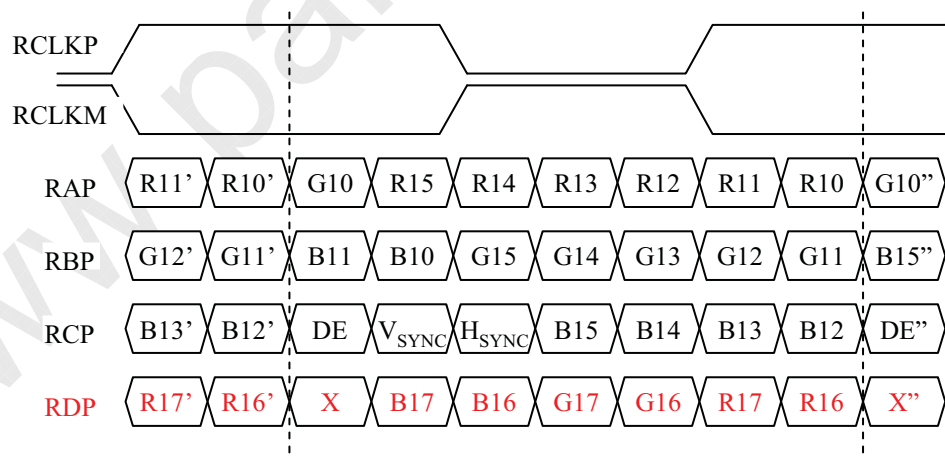 RCLKP
RCLKM
RAP R11’ R10’ G10 R15 R14 R13 R12 R11 R10 G10”
RBP G12’ G11’ B11 B10 G15 G14 G13 G12 G11 B15”
RCP B13’ B12’ DE VSYNC HSYNC B15 B14 B13 B12 DE”
RDP R17’ R16’ X B17 B16 G17 G16 R17 R16 X”